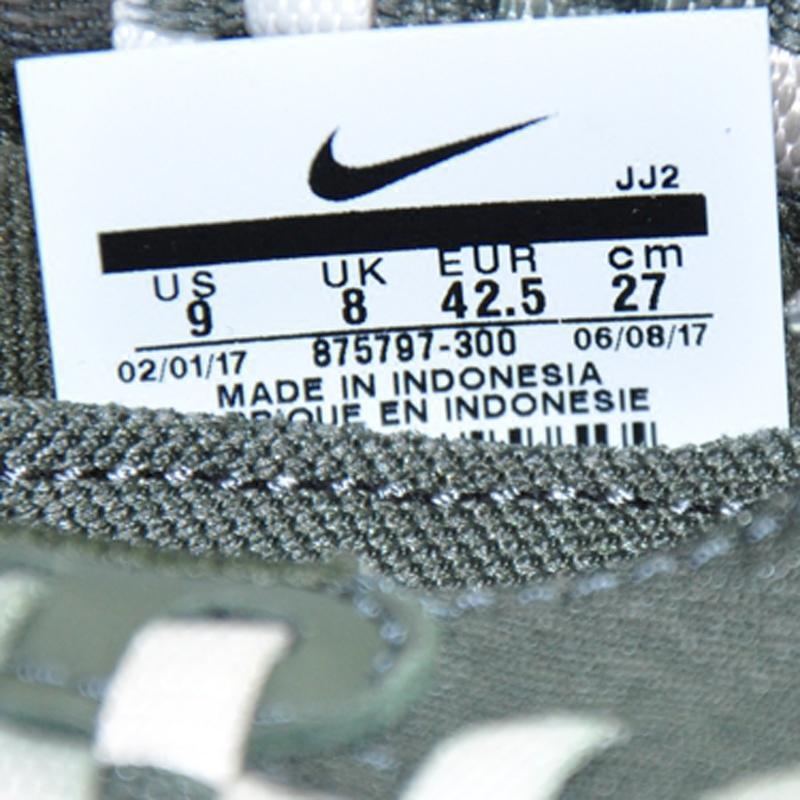 JJ2
US UK EUR cm
9 8 42.5 27
02/01/17 875797-300 06/08/17
MADE IN INDONESIA
EN INDONESIE